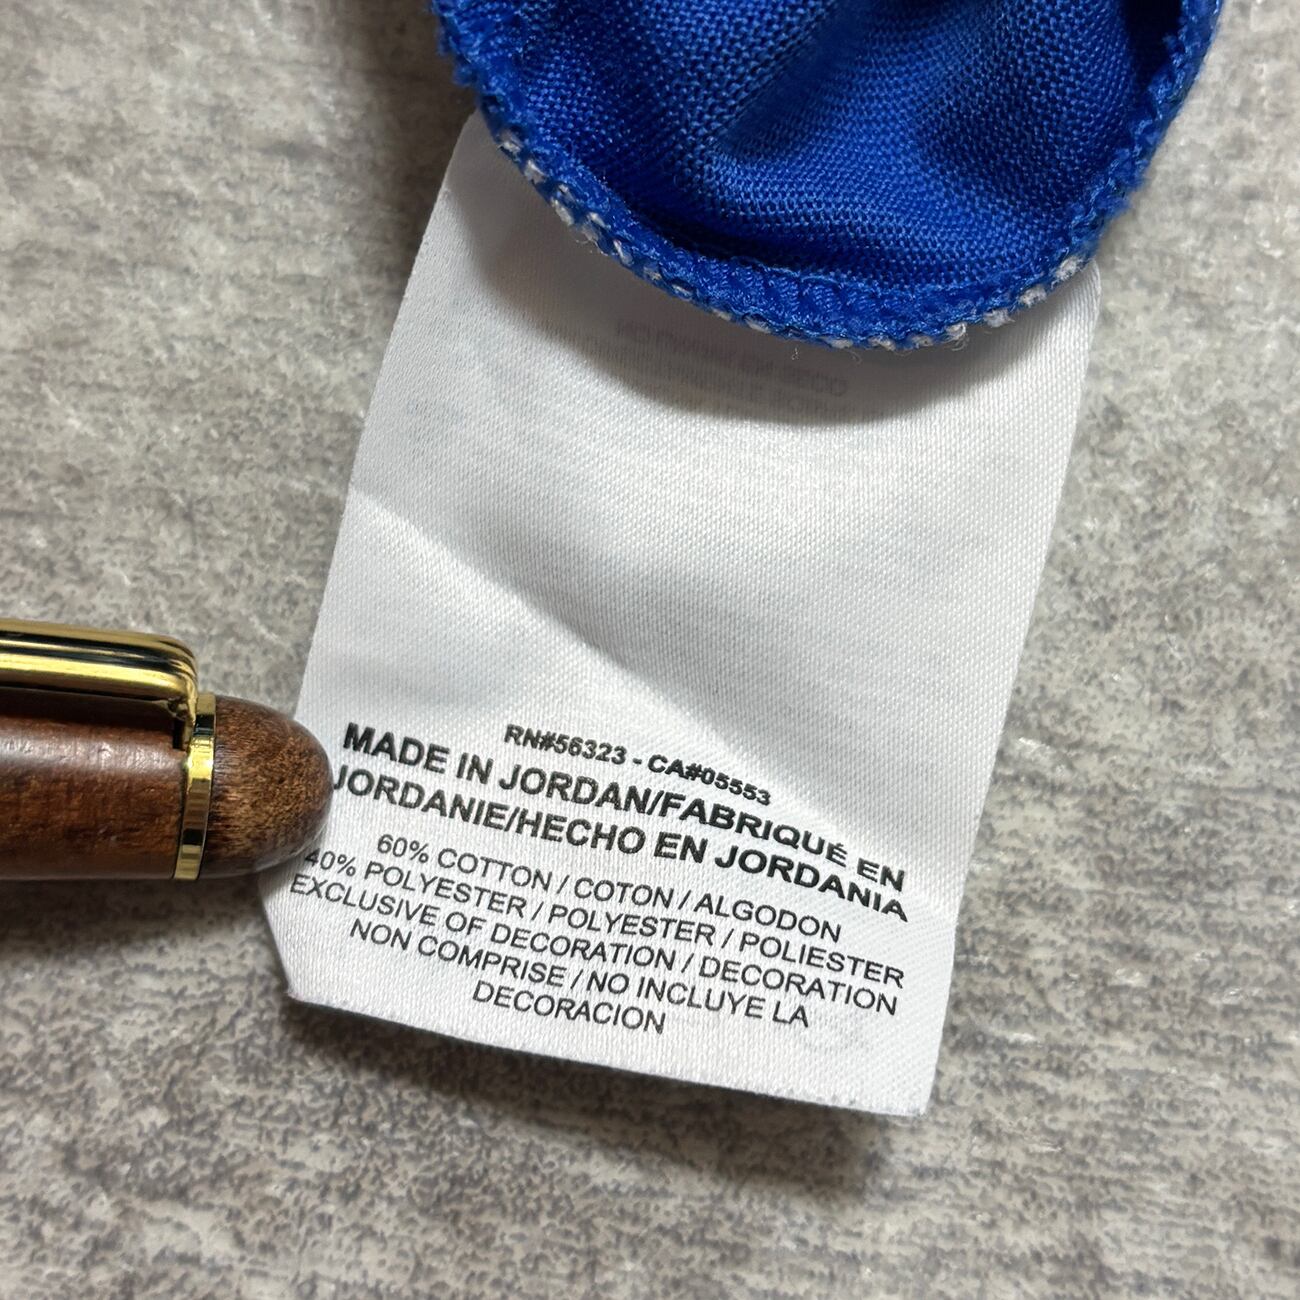 RN#56323 - CA#05553
MADE IN JORDAN/FABRIQUÉ EN
JORDANIE/HECHO EN JORDANIA
60% COTTON / COTON / ALGODON
40% POLYESTER / POLYESTER / POLIESTER
EXCLUSIVE OF DECORATION / DECORATION
NON COMPRISE / NO INCLUYE LA
DECORACION